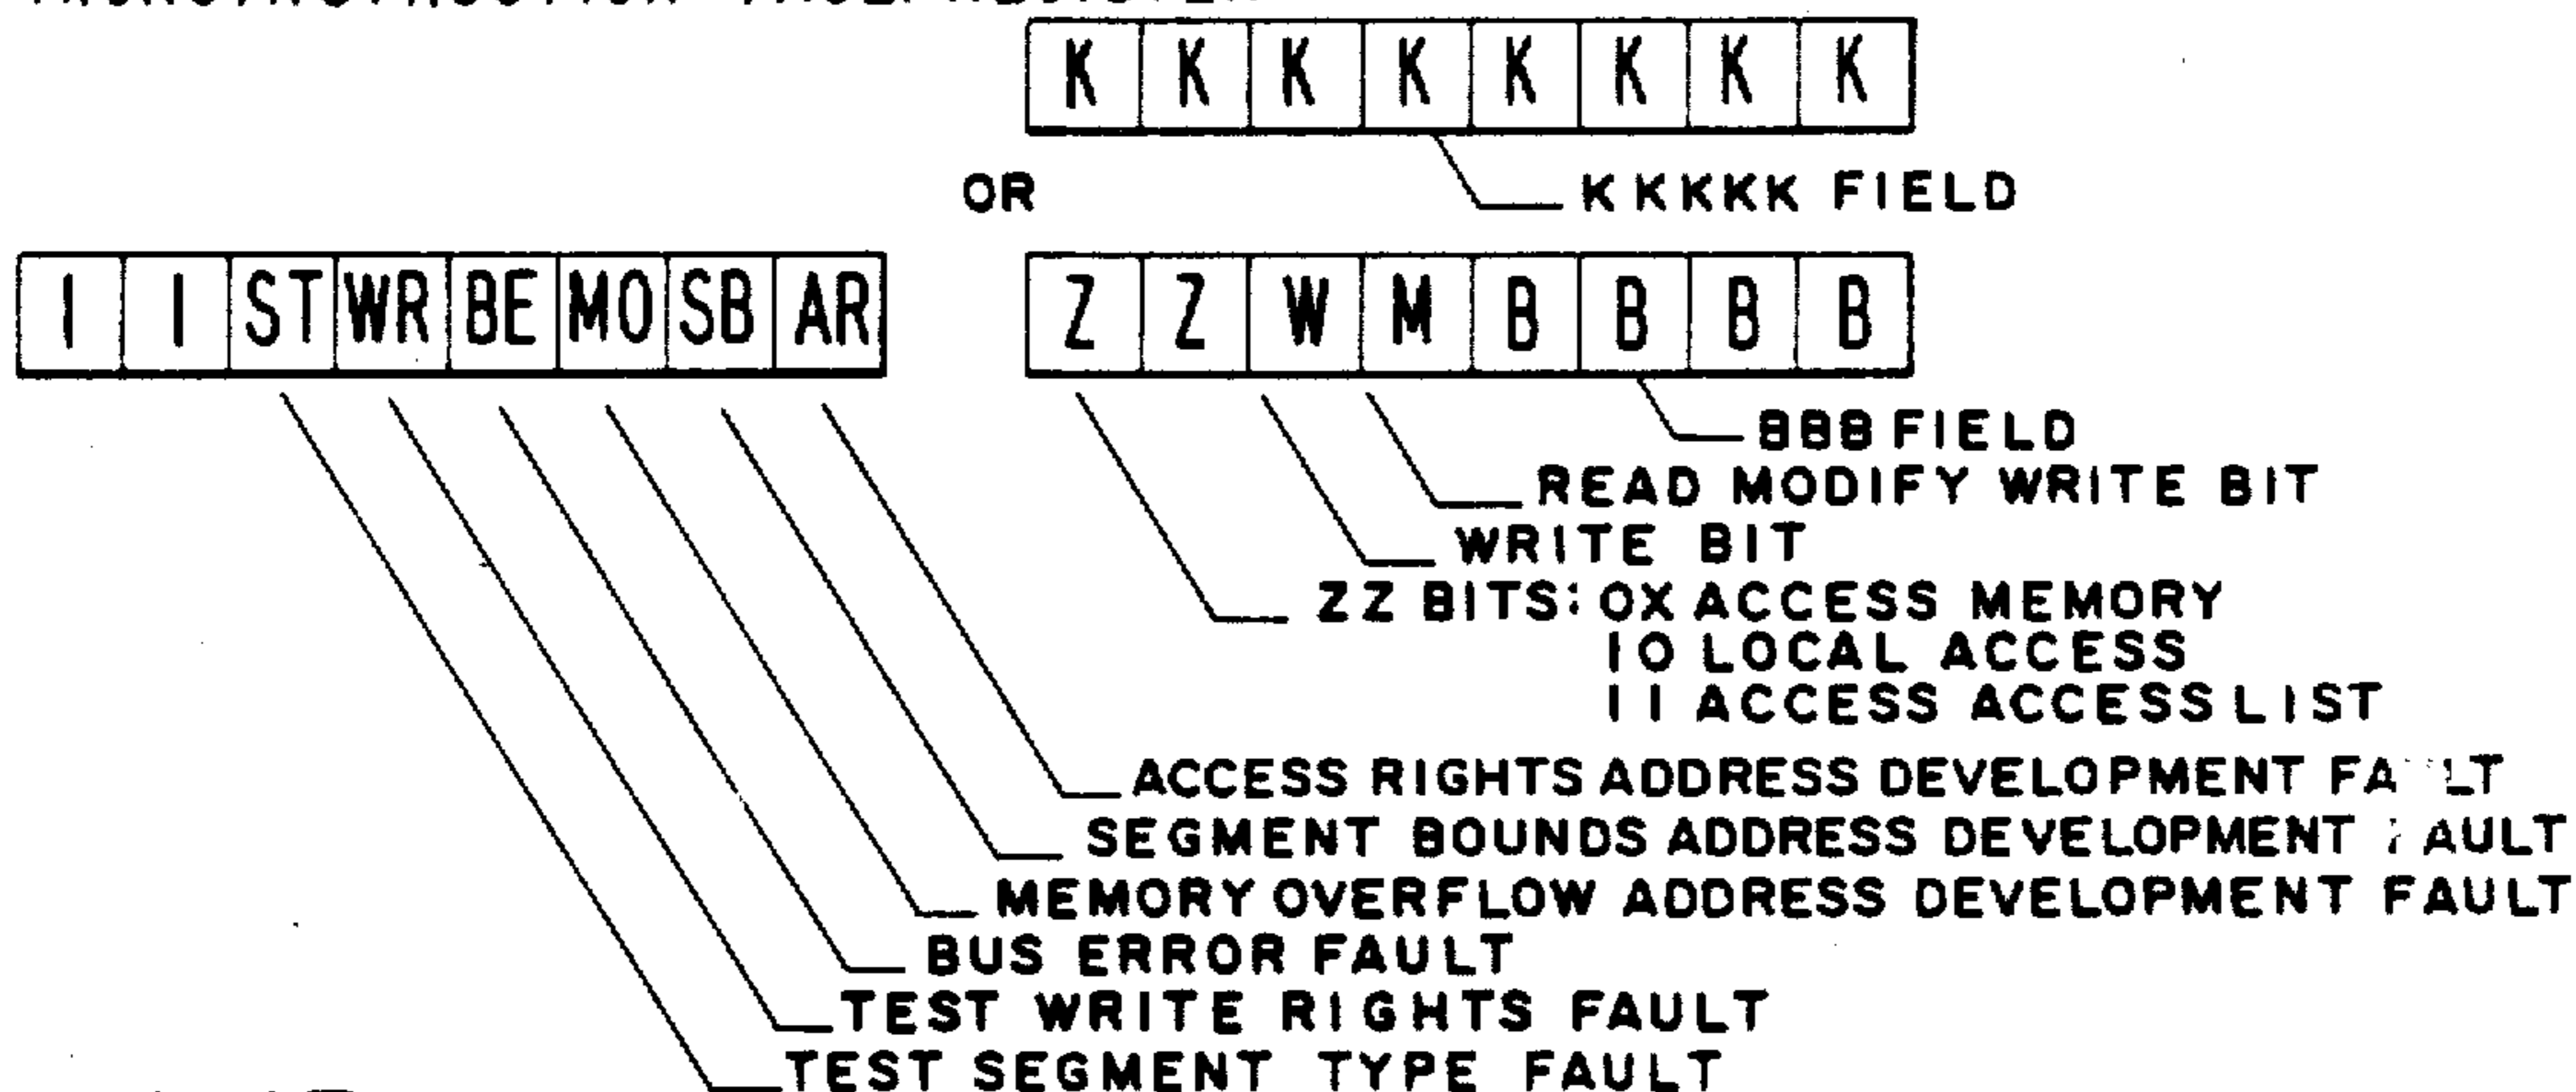 K K K K K K K K
OR
KKKKK FIELD
I I ST WR BE MO SB AR
Z Z W M B B B B
BBB FIELD
READ MODIFY WRITE BIT
WRITE BIT
ZZ BITS: 0X ACCESS MEMORY
10 LOCAL ACCESS
11 ACCESS ACCESS LIST
ACCESS RIGHTS ADDRESS DEVELOPMENT FAULT
SEGMENT BOUNDS ADDRESS DEVELOPMENT FAULT
MEMORY OVERFLOW ADDRESS DEVELOPMENT FAULT
BUS ERROR FAULT
TEST WRITE RIGHTS FAULT
TEST SEGMENT TYPE FAULT